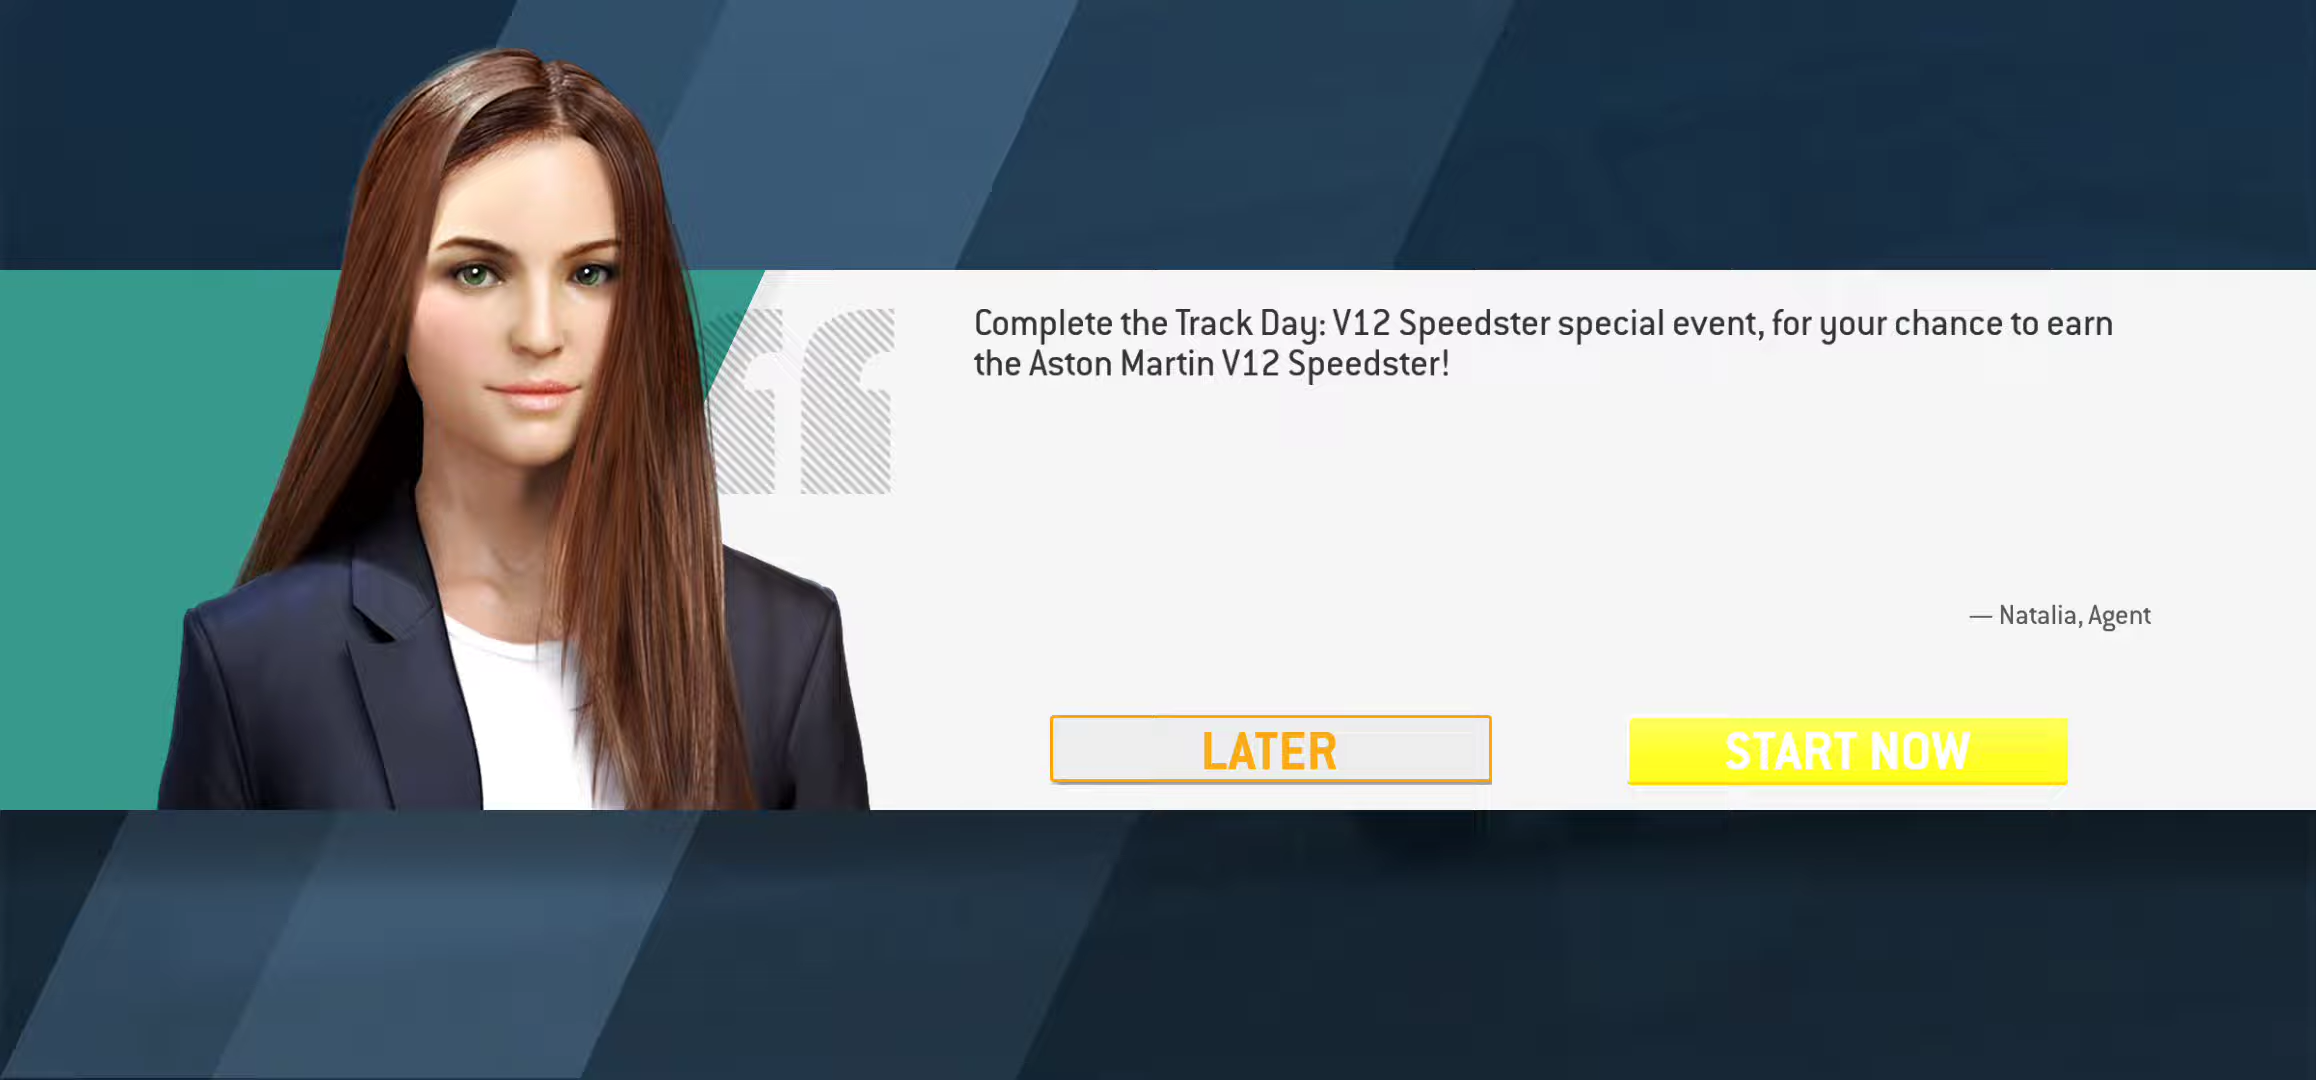 Complete the Track Day: V12 Speedster special event, for your chance to earn
the Aston Martin V12 Speedster!
— Natalia, Agent
LATER
START NOW